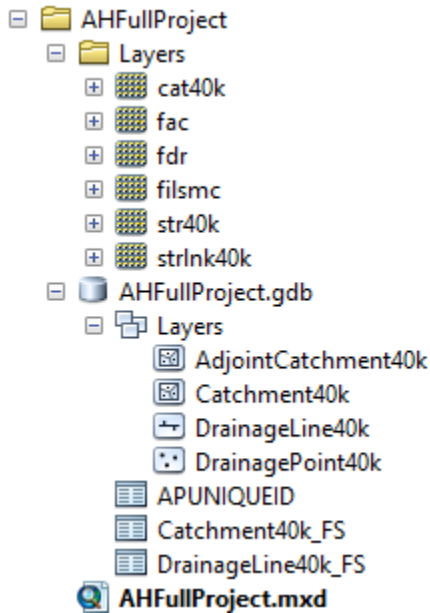 AHFullProject
Layers
cat40k
fac
fdr
filsmc
str40k
strlnk40k
AHFullProject.gdb
Layers
AdjointCatchment40k
Catchment40k
DrainageLine40k
DrainagePoint40k
APUNIQUEID
Catchment40k_FS
DrainageLine40k_FS
AHFullProject.mxd